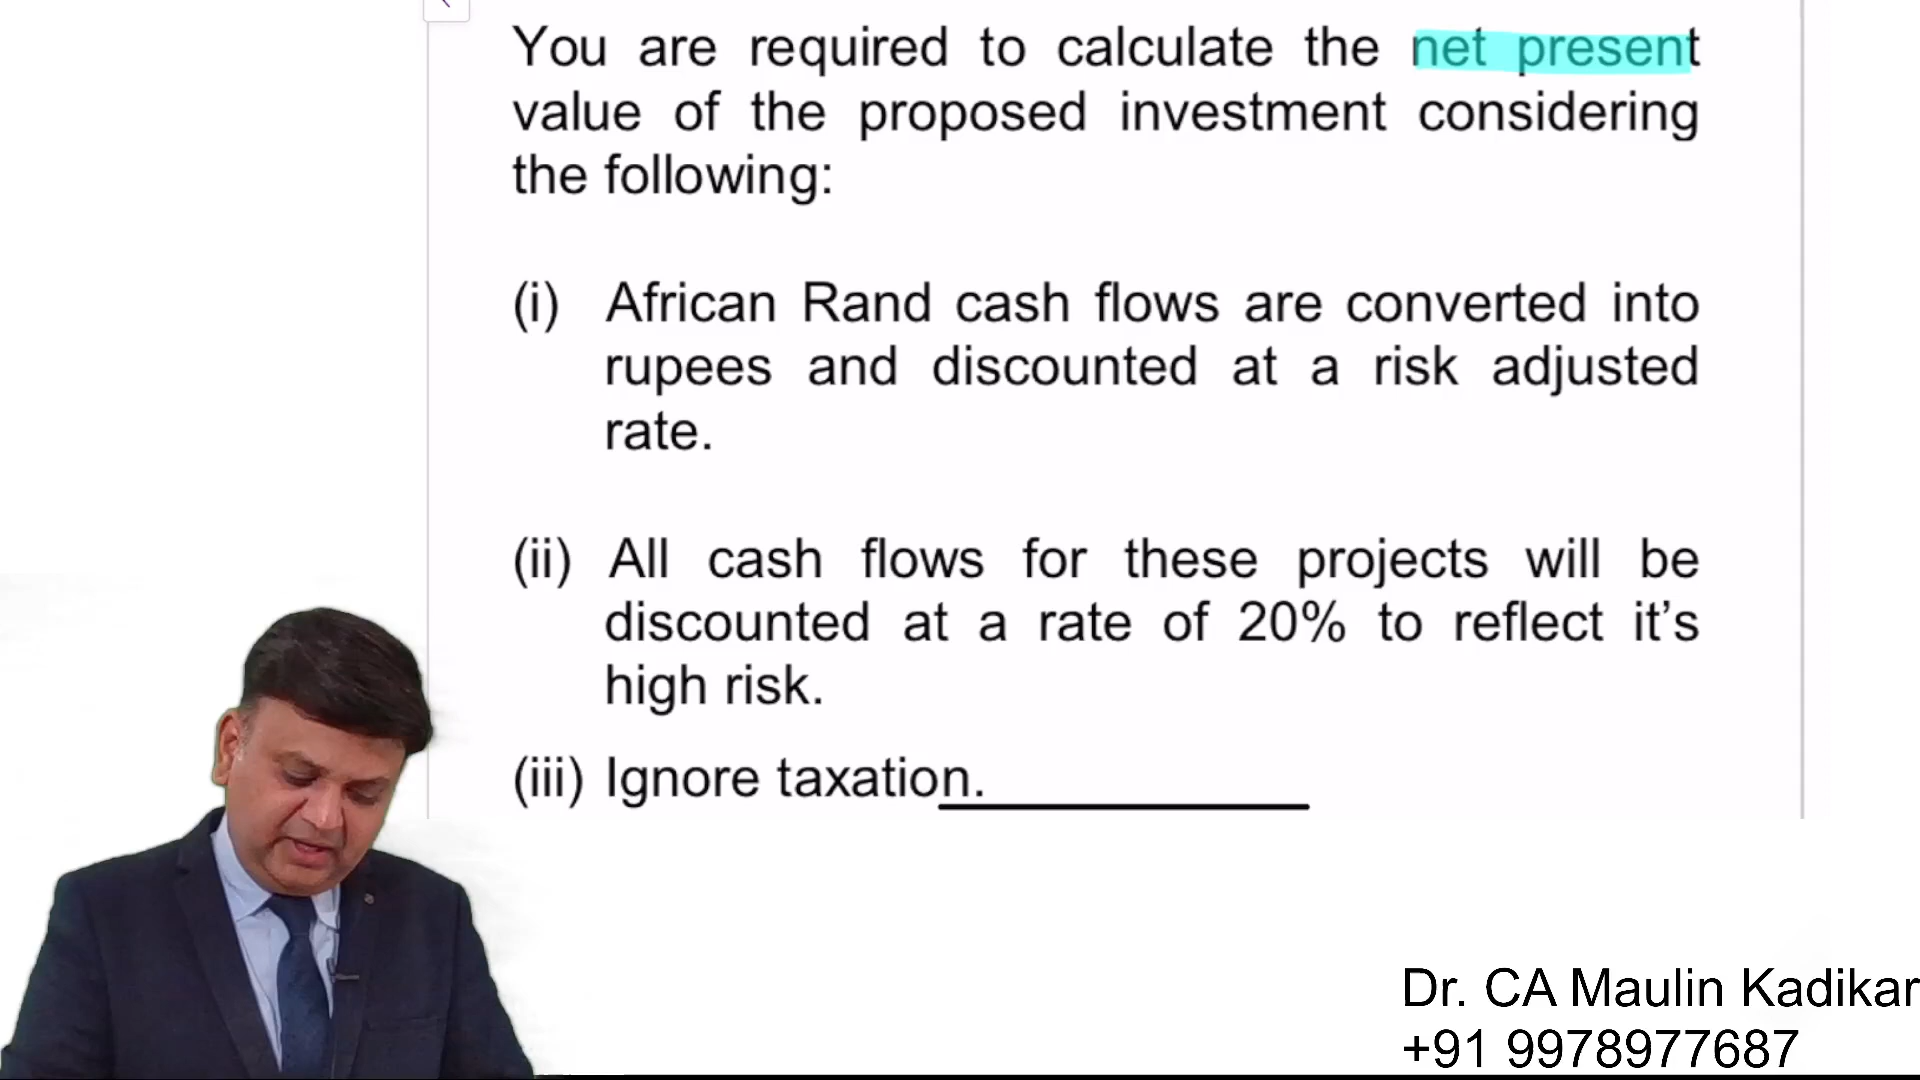 You are required to calculate the net present
value of the proposed investment considering
the following:
(i) African Rand cash flows are converted into
rupees and discounted at a risk adjusted
rate.
(ii) All cash flows for these projects will be
discounted at a rate of 20% to reflect it’s
high risk.
(iii) Ignore taxation.
Dr. CA Maulin Kadikar
+91 9978977687